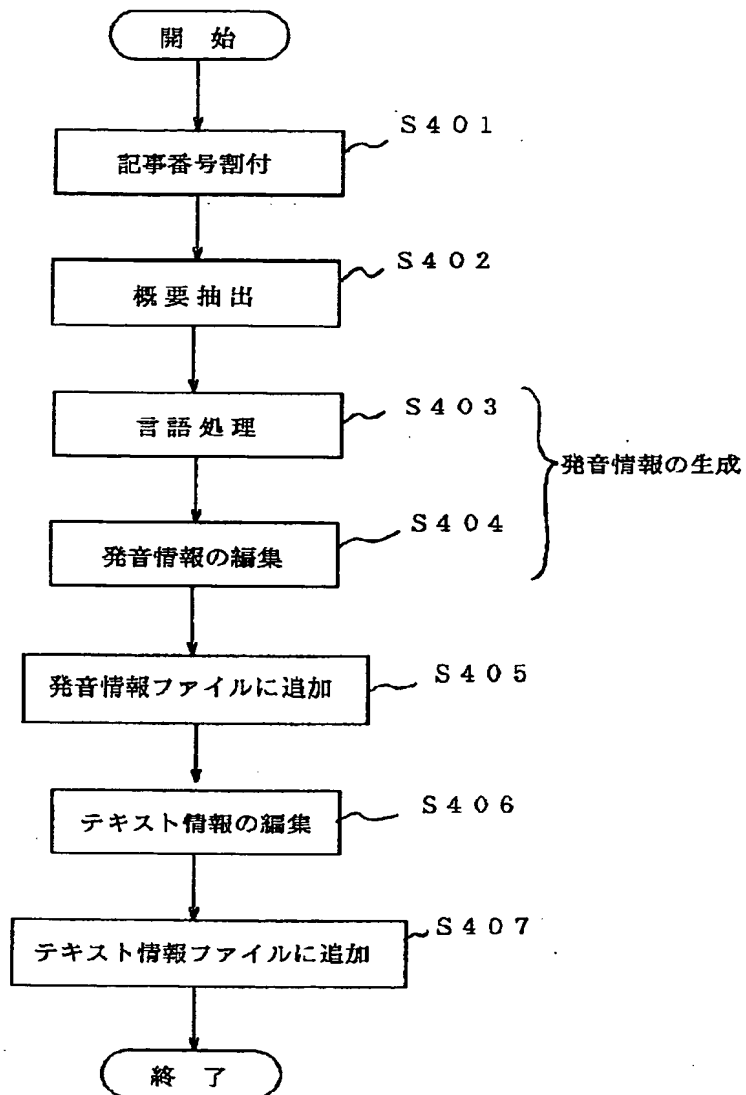 開 始
S401
記事番号割付
S402
概要抽出
S403
言語処理
発音情報の生成
S404
発音情報の編集
S405
発音情報ファイルに追加
S406
テキスト情報の編集
S407
テキスト情報ファイルに追加
終 了